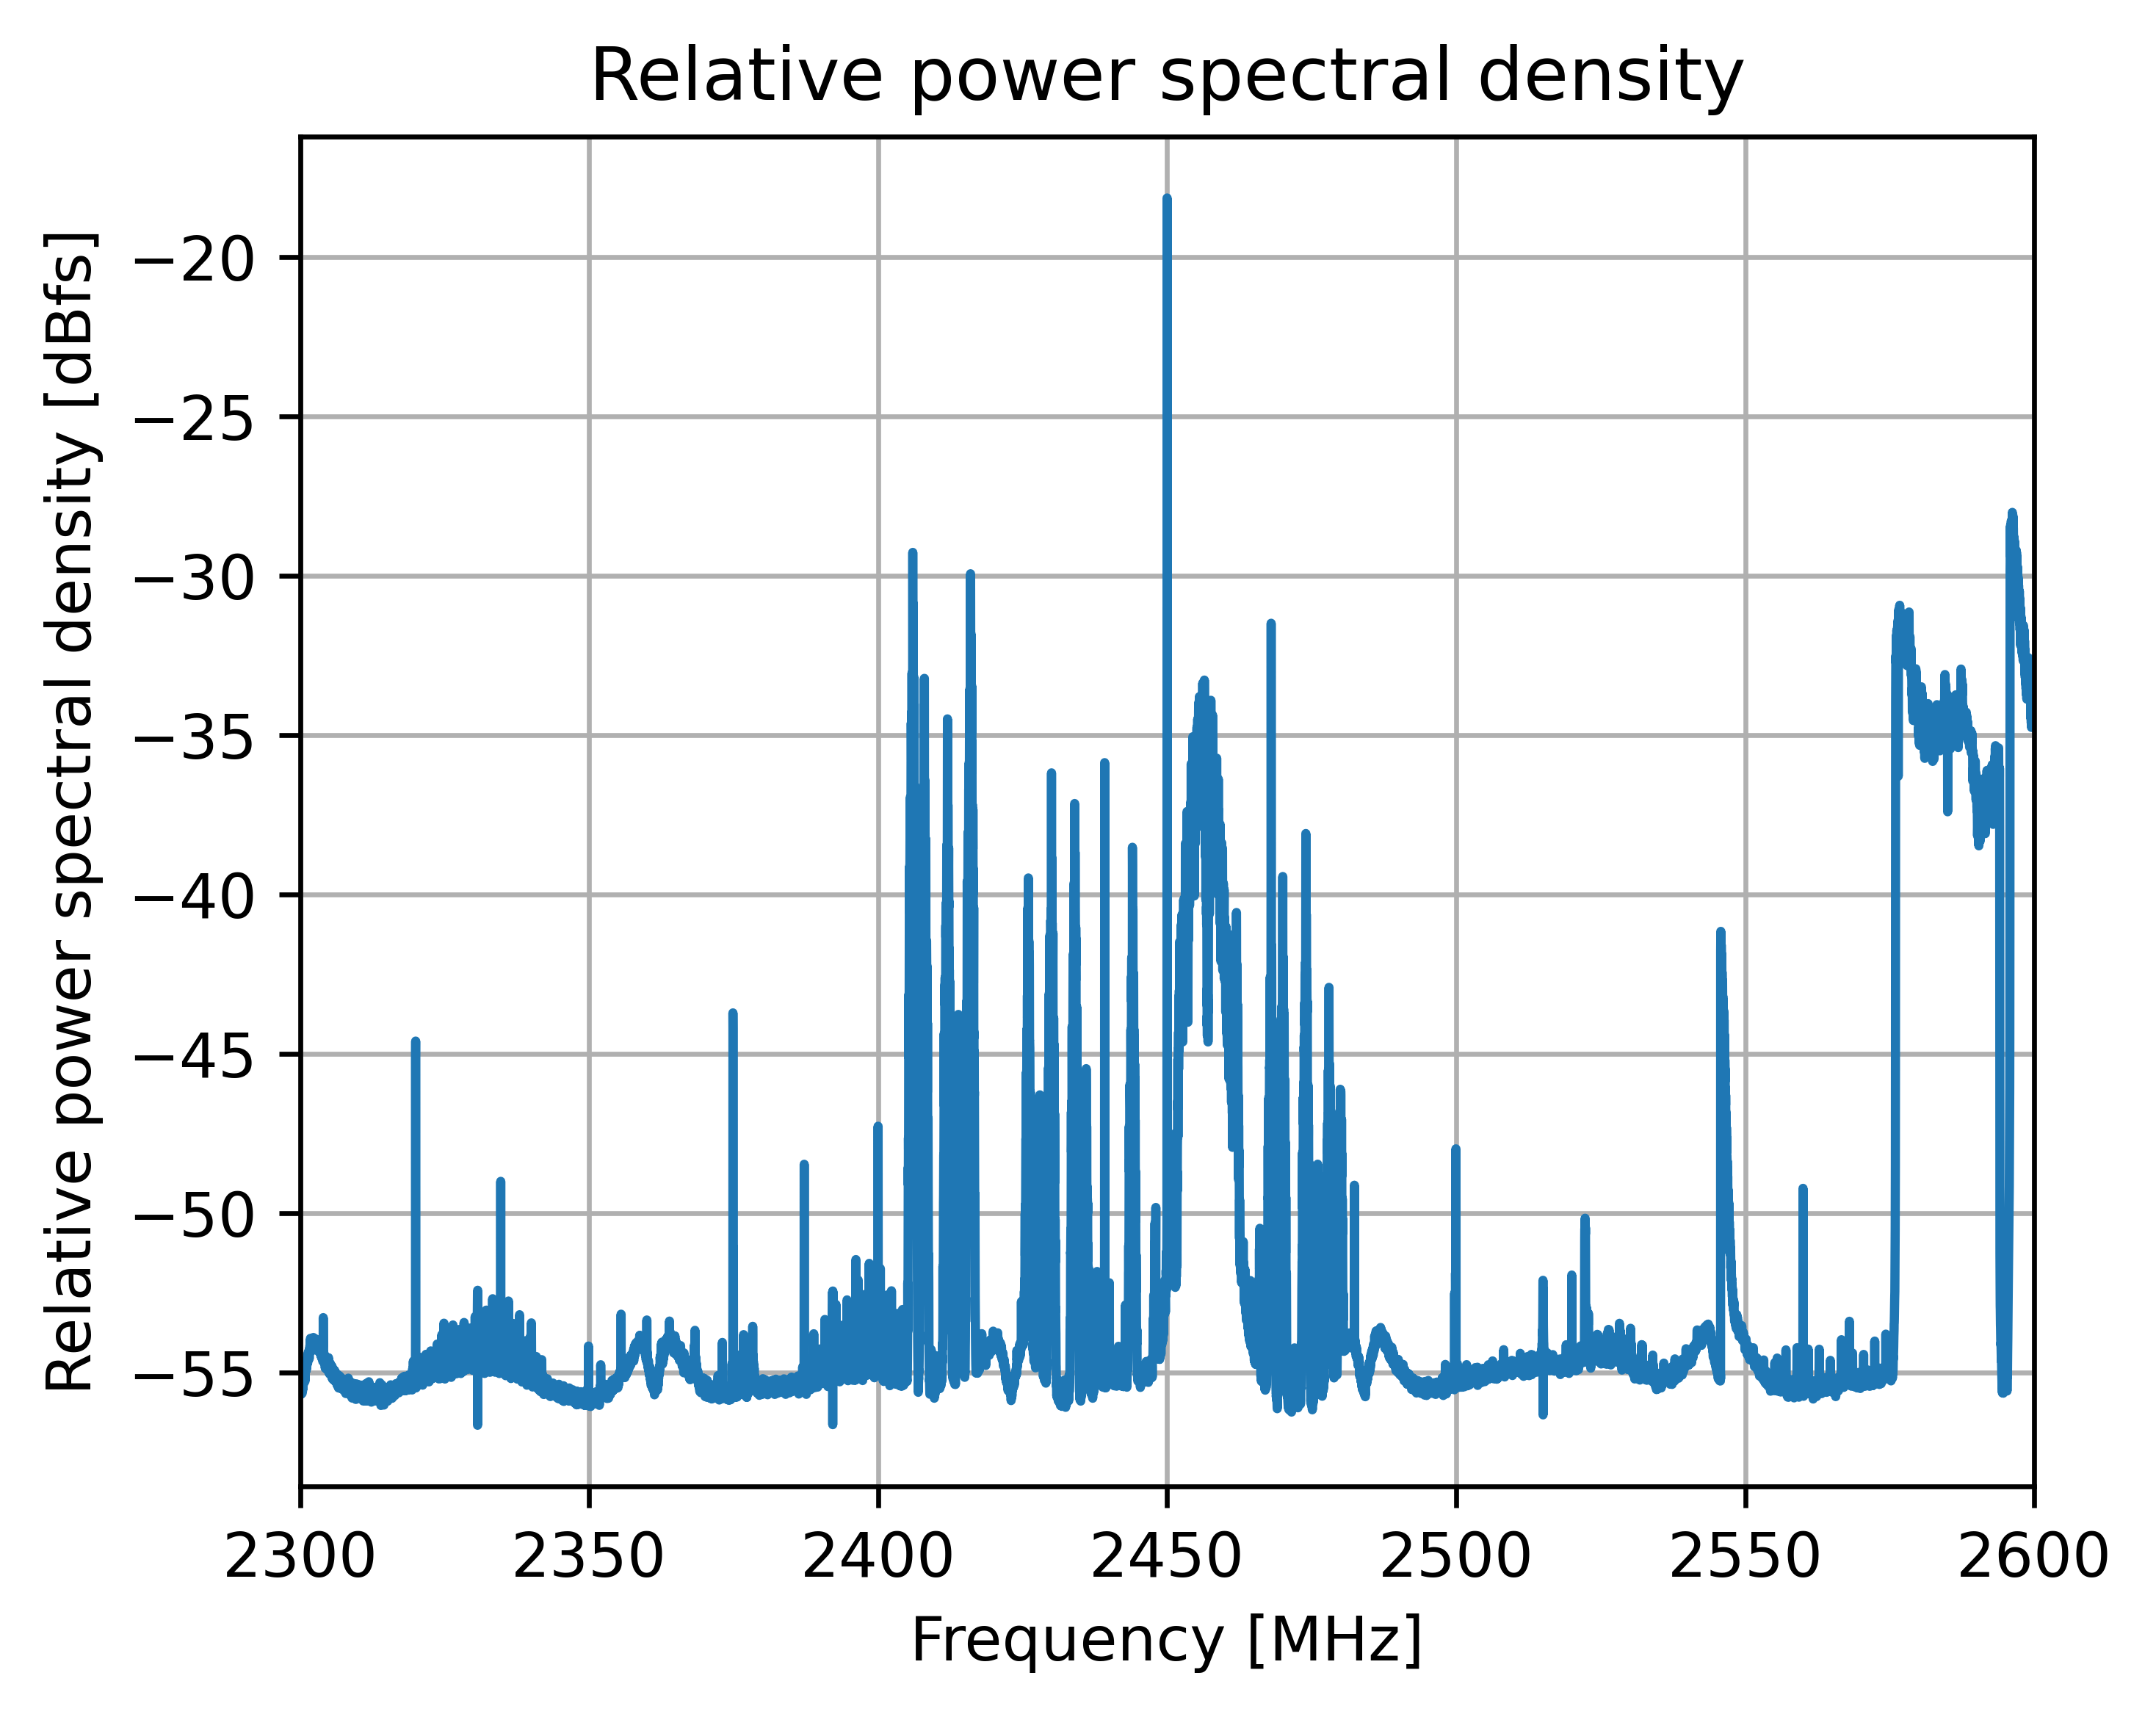 Relative power spectral density
Relative power spectral density [dBfs]
−20
−25
−30
−35
−40
−45
−50
−55
2300 2350 2400 2450 2500 2550 2600
Frequency [MHz]